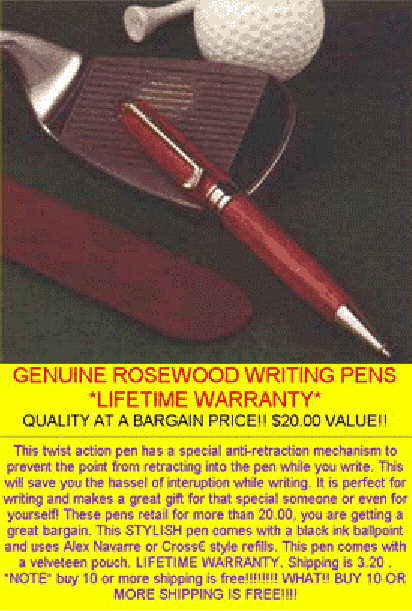 GENUINE ROSEWOOD WRITING PENS
*LIFETIME WARRANTY*
QUALITY AT A BARGAIN PRICE!! $20.00 VALUE!!
This twist action pen has a special anti-retraction mechanism to
prevent the point from retracting into the pen while you write. This
will save you the hassel of interuption while writing. It is perfect for
writing and makes a great gift for that special someone or even for
yourself! These pens retail for more than 20.00, you are getting a
great bargain. This STYLISH pen comes with a black ink ballpoint
and uses Alex Navarre or Cross€ style refills. This pen comes with
a velveteen pouch. LIFETIME WARRANTY. Shipping is 3.20 .
*NOTE* buy 10 or more shipping is free!!!!!!!! WHAT!! BUY 10 OR
MORE SHIPPING IS FREE!!!!